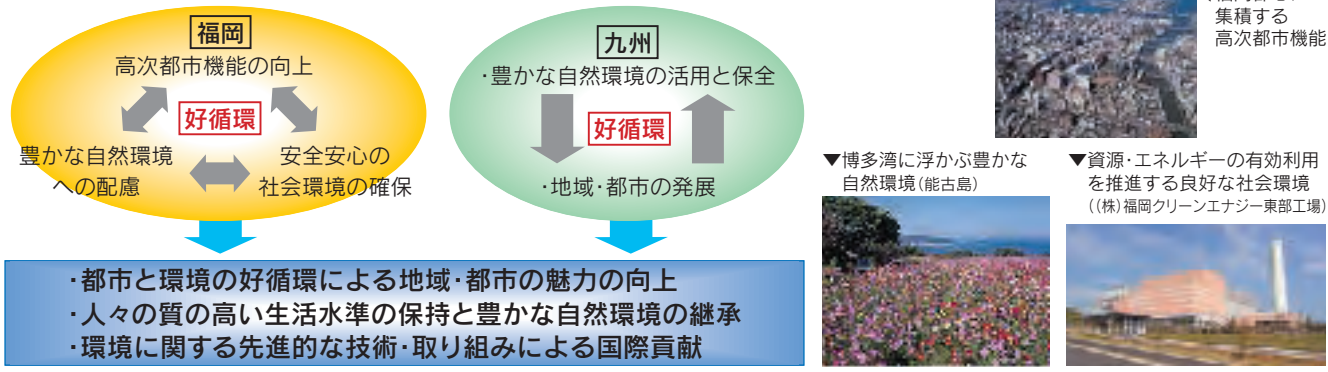 福岡
高次都市機能の向上
好循環
豊かな自然環境
への配慮
安全安心の
社会環境の確保
九州
・豊かな自然環境の活用と保全
好循環
・地域・都市の発展
・都市と環境の好循環による地域・都市の魅力の向上
・人々の質の高い生活水準の保持と豊かな自然環境の継承
・環境に関する先進的な技術・取り組みによる国際貢献
集積する
高次都市機能
▼博多湾に浮かぶ豊かな
自然環境(能古島)
▼資源・エネルギーの有効利用
を推進する良好な社会環境
((株)福岡クリーンエナジー東部工場)